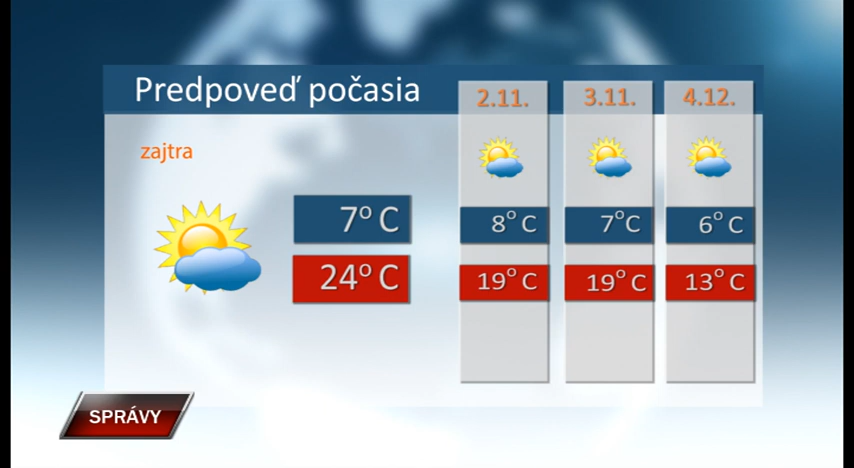 Predpoveď počasia
zajtra
7° C
24° C
2.11. 3.11. 4.12.
8° C 7°C 6° C
19° C 19° C 13° C
SPRÁVY